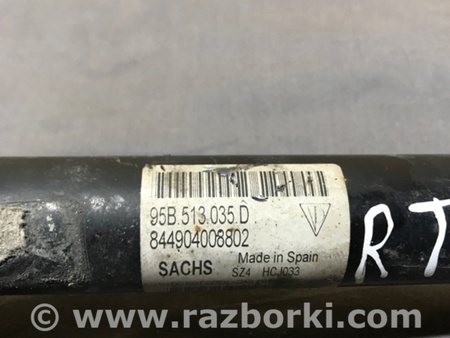 95B.513.035.D
844904008802
SACHS
Made in Spain
SZ4 HCJ033
RT
www.razborki.com